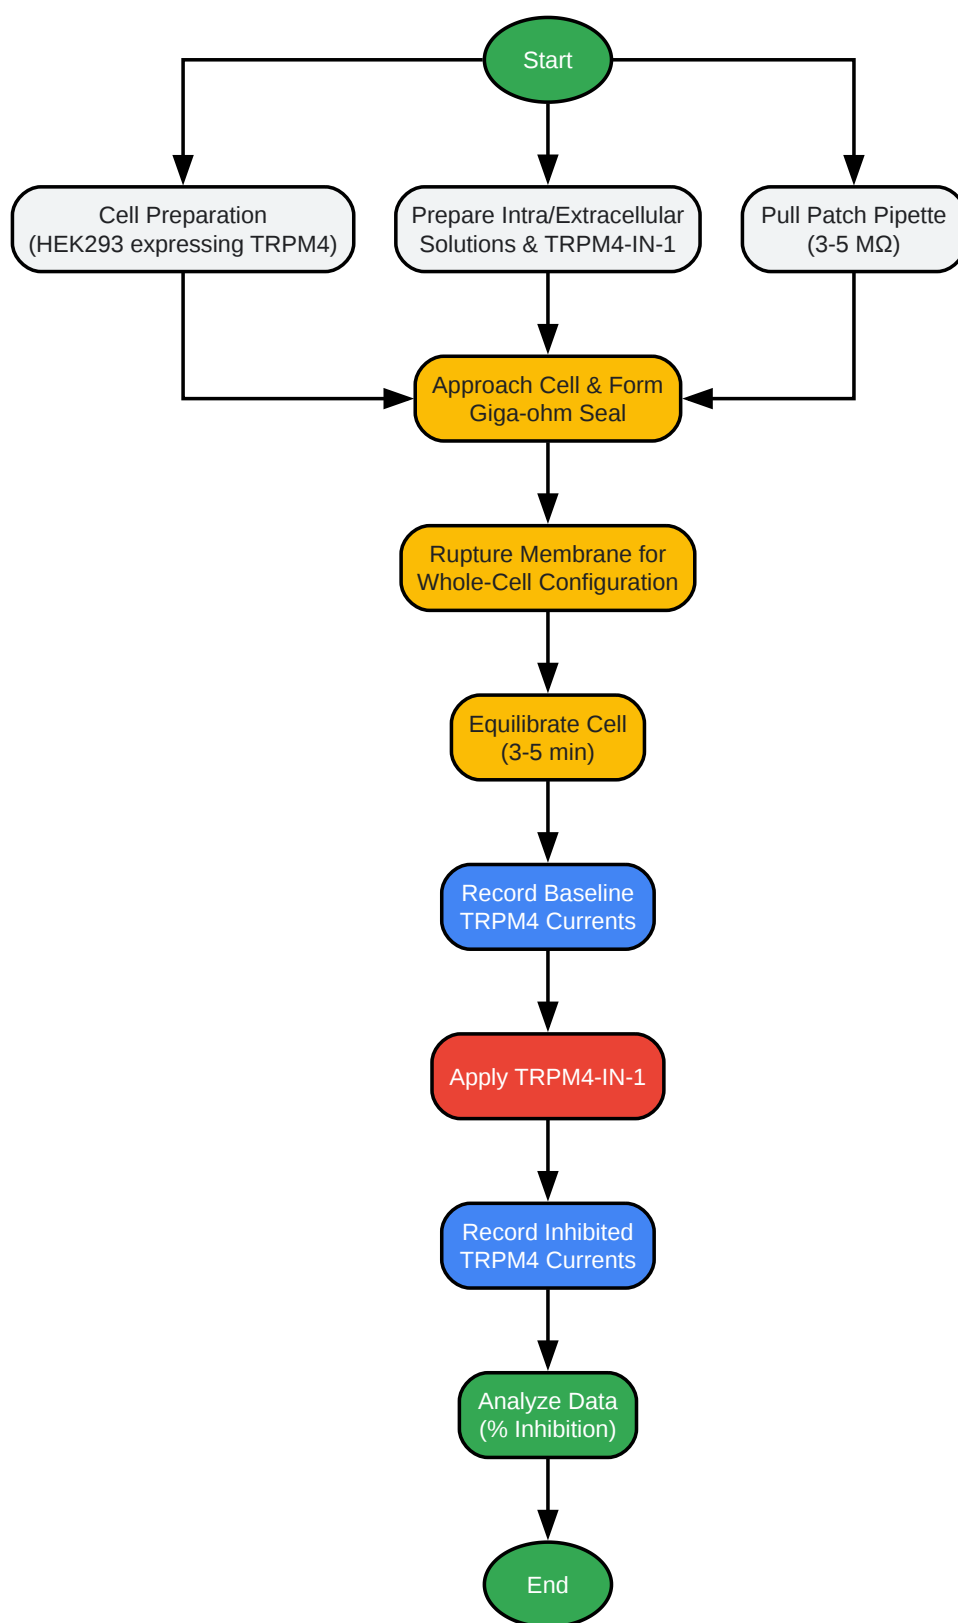 Start
Cell Preparation
(HEK293 expressing TRPM4)
Prepare Intra/Extracellular
Solutions & TRPM4-IN-1
Pull Patch Pipette
(3-5 MΩ)
Approach Cell & Form
Giga-ohm Seal
Rupture Membrane for
Whole-Cell Configuration
Equilibrate Cell
(3-5 min)
Record Baseline
TRPM4 Currents
Apply TRPM4-IN-1
Record Inhibited
TRPM4 Currents
Analyze Data
(% Inhibition)
End